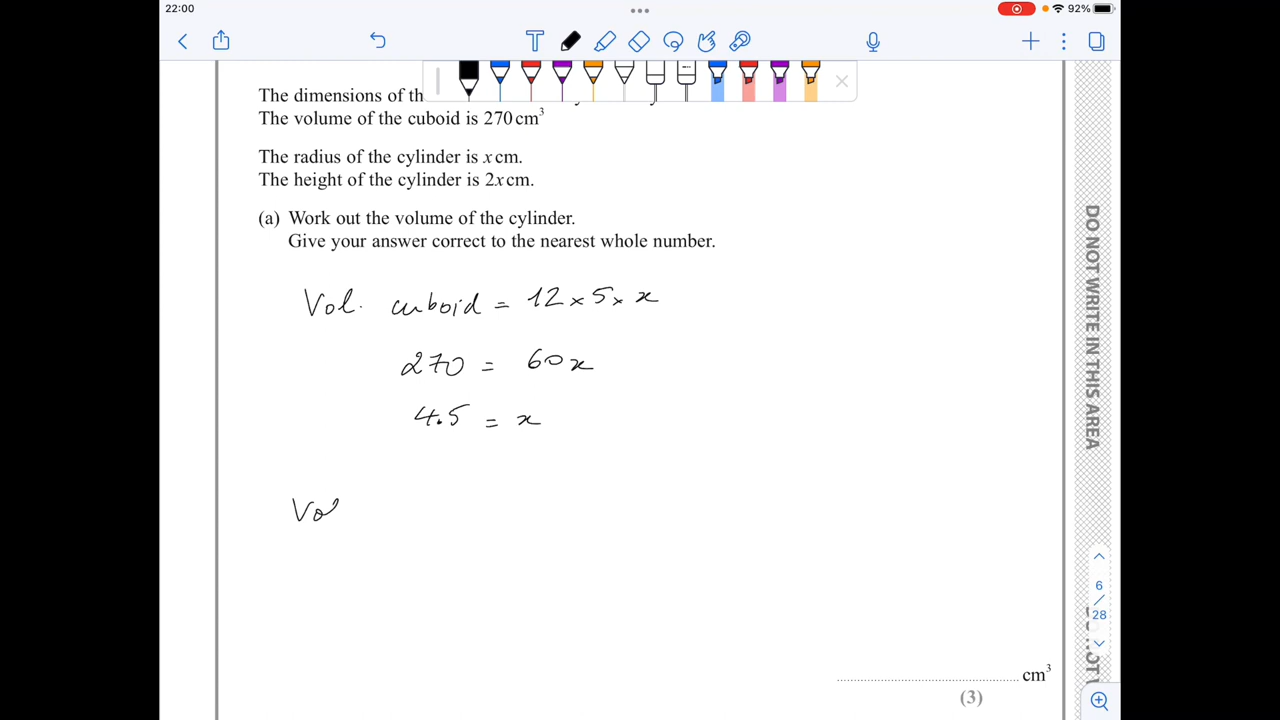 22:00
92%
The dimensions of th
The volume of the cuboid is 270 cm³
The radius of the cylinder is x cm.
The height of the cylinder is 2x cm.
(a) Work out the volume of the cylinder.
Give your answer correct to the nearest whole number.
Vol. cuboid = 12 × 5 × x
270 = 60x
4.5 = x
Vol
cm³
(3)
DO NOT WRITE IN THIS AREA
6
/
28